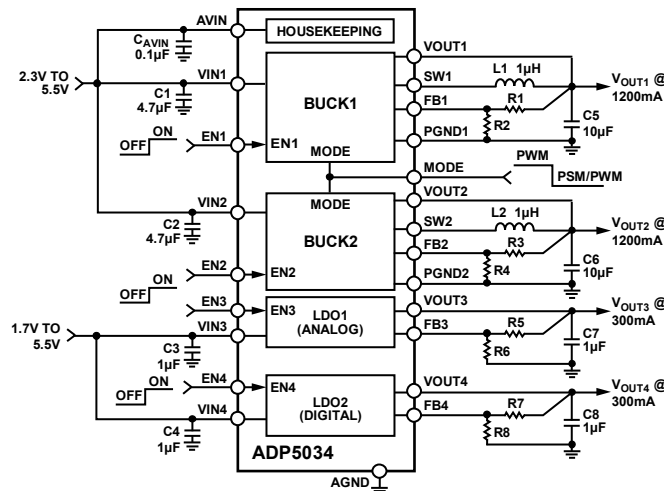 AVIN
HOUSEKEEPING
CAVIN
0.1µF
VOUT1
2.3V TO
5.5V
VIN1
C1
4.7µF
BUCK1
SW1
L1 1µH
VOUT1 @
1200mA
FB1
R1
R2
C5
10µF
OFF
ON
EN1
EN1
PGND1
MODE
MODE
PWM
PSM/PWM
MODE
VOUT2
VIN2
C2
4.7µF
BUCK2
SW2
L2 1µH
VOUT2 @
1200mA
FB2
R3
R4
C6
10µF
ON
OFF
EN2
EN2
PGND2
EN3
EN3
LDO1
(ANALOG)
VOUT3
VOUT3 @
300mA
1.7V TO
5.5V
VIN3
C3
1µF
FB3
R5
R6
C7
1µF
ON
OFF
EN4
EN4
LDO2
(DIGITAL)
VOUT4
VOUT4 @
300mA
VIN4
C4
1µF
FB4
R7
R8
C8
1µF
ADP5034
AGND